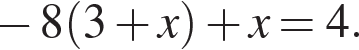 −8(3 + x) + x = 4.